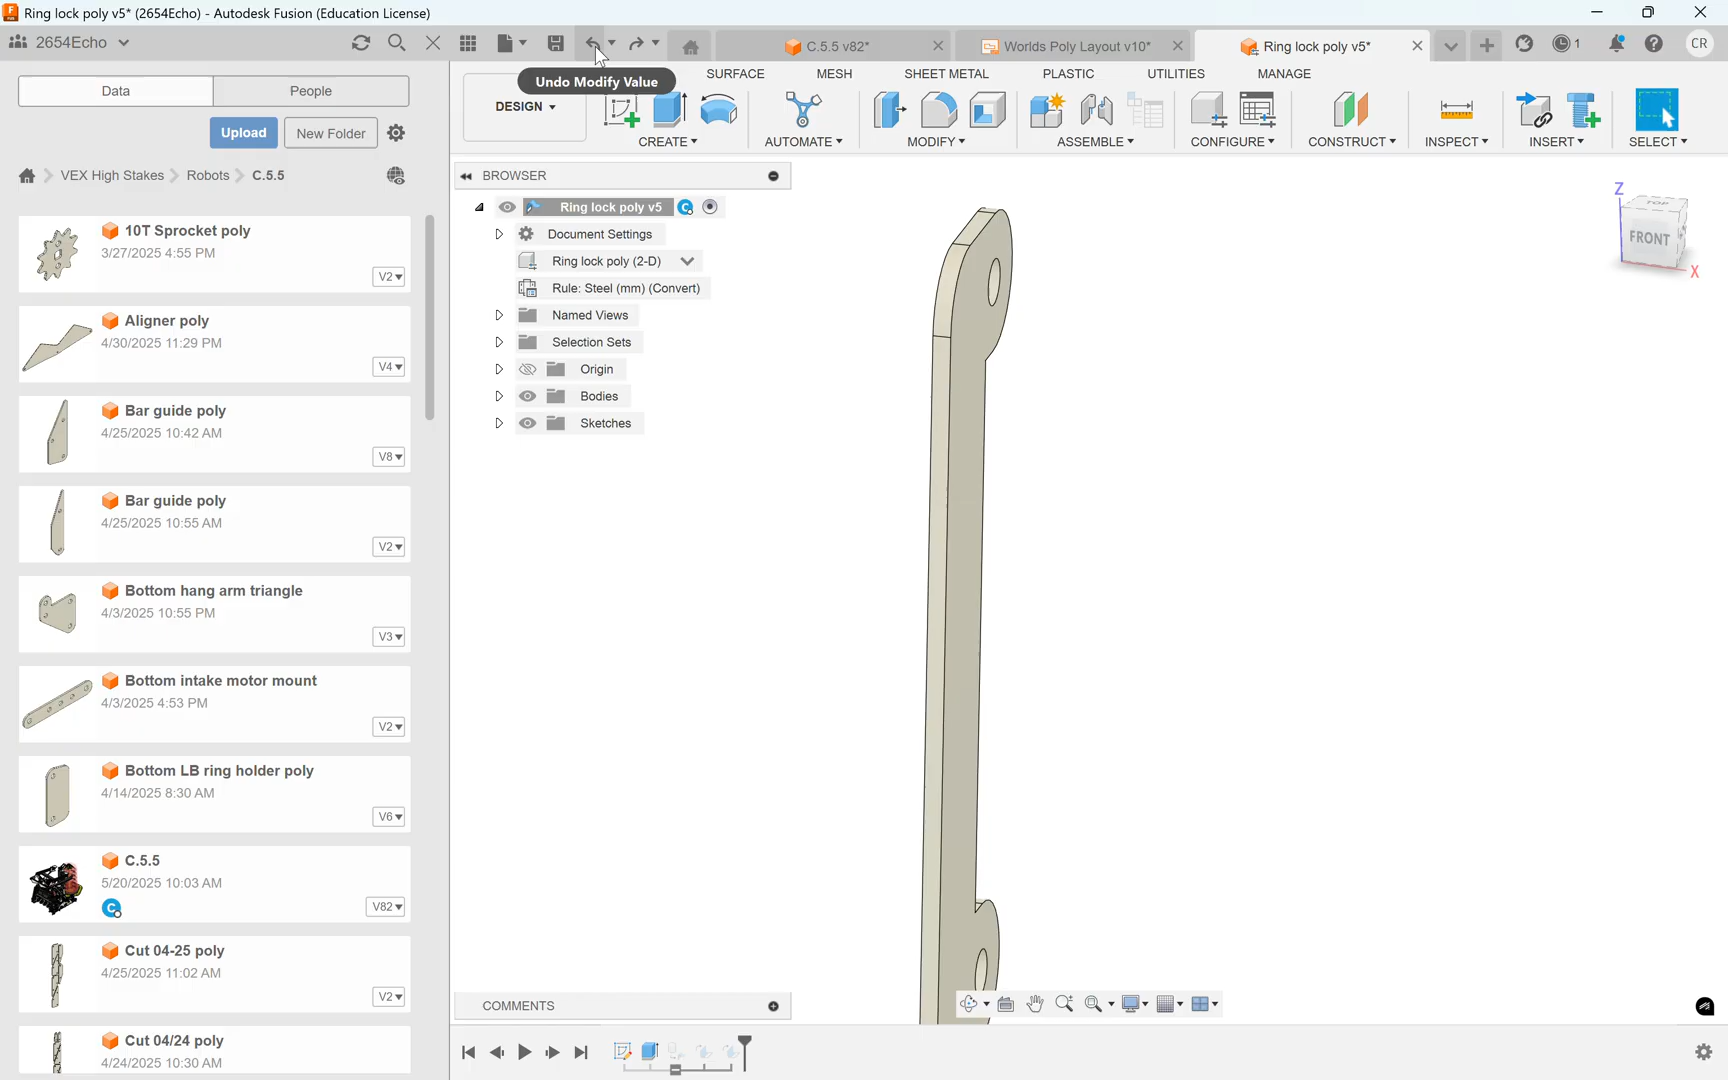 Ring lock poly v5* (2654Echo) - Autodesk Fusion (Education License)
2654Echo
C.5.5 v82*
Worlds Poly Layout v10*
Ring lock poly v5*
1
CR
Undo Modify Value
Data
People
Upload
New Folder
VEX High Stakes
Robots
C.5.5
DESIGN
SURFACE
MESH
SHEET METAL
PLASTIC
UTILITIES
MANAGE
CREATE
AUTOMATE
MODIFY
ASSEMBLE
CONFIGURE
CONSTRUCT
INSPECT
INSERT
SELECT
BROWSER
Ring lock poly v5
Document Settings
Ring lock poly (2-D)
Rule: Steel (mm) (Convert)
Named Views
Selection Sets
Origin
Bodies
Sketches
10T Sprocket poly
3/27/2025 4:55 PM
V2
Aligner poly
4/30/2025 11:29 PM
V4
Bar guide poly
4/25/2025 10:42 AM
V8
Bar guide poly
4/25/2025 10:55 AM
V2
Bottom hang arm triangle
4/3/2025 10:55 PM
V3
Bottom intake motor mount
4/3/2025 4:53 PM
V2
Bottom LB ring holder poly
4/14/2025 8:30 AM
V6
C.5.5
5/20/2025 10:03 AM
C
V82
Cut 04-25 poly
4/25/2025 11:02 AM
V2
Cut 04/24 poly
4/24/2025 10:30 AM
Z
TOP
FRONT
X
COMMENTS